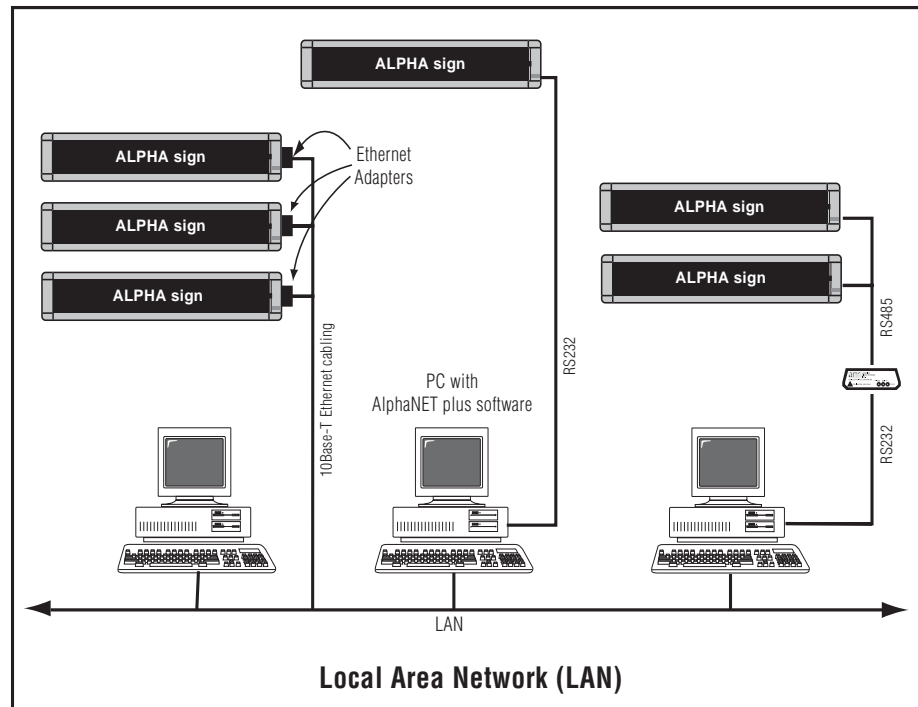 ALPHA sign
ALPHA sign
Ethernet
Adapters
ALPHA sign
ALPHA sign
ALPHA sign
ALPHA sign
RS485
RS232
10Base-T Ethernet cabling
PC with
AlphaNET plus software
RS232
LAN
Local Area Network (LAN)